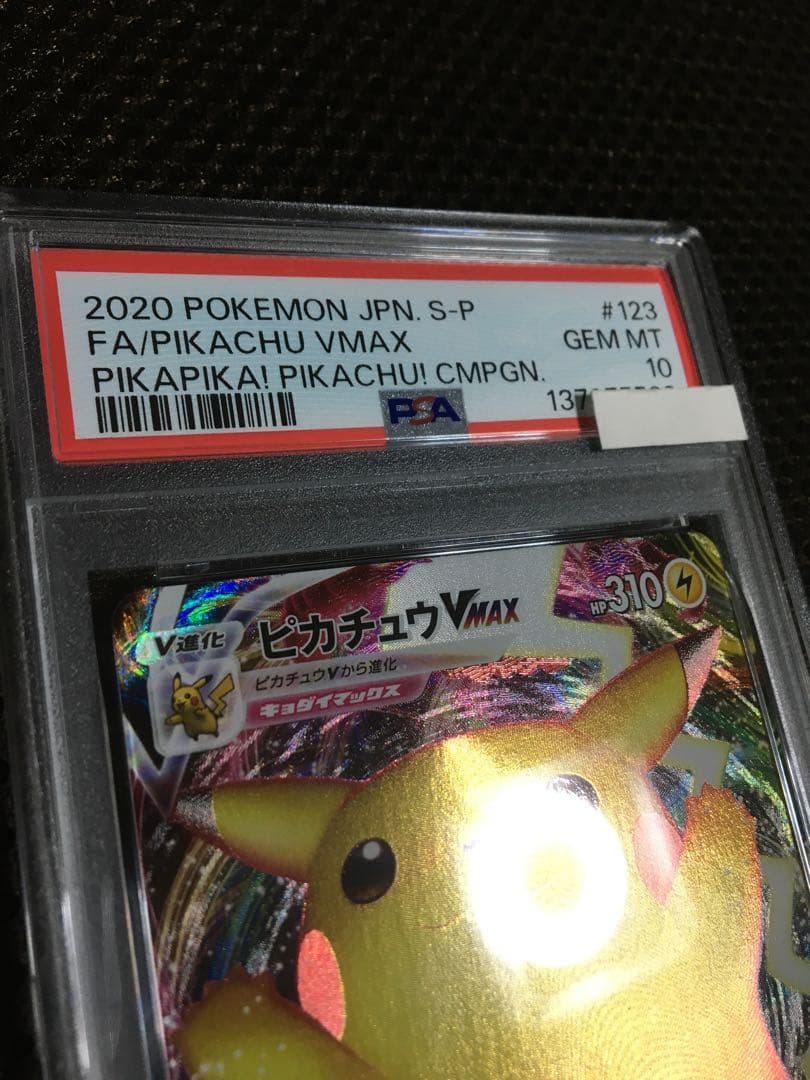 2020 POKEMON JPN. S-P #123
FA/PIKACHU VMAX GEM MT
PIKAPIKA! PIKACHU! CMPGN. 10
PSA
V進化 ピカチュウVMAX HP 310
ピカチュウVから進化
キョダイマックス